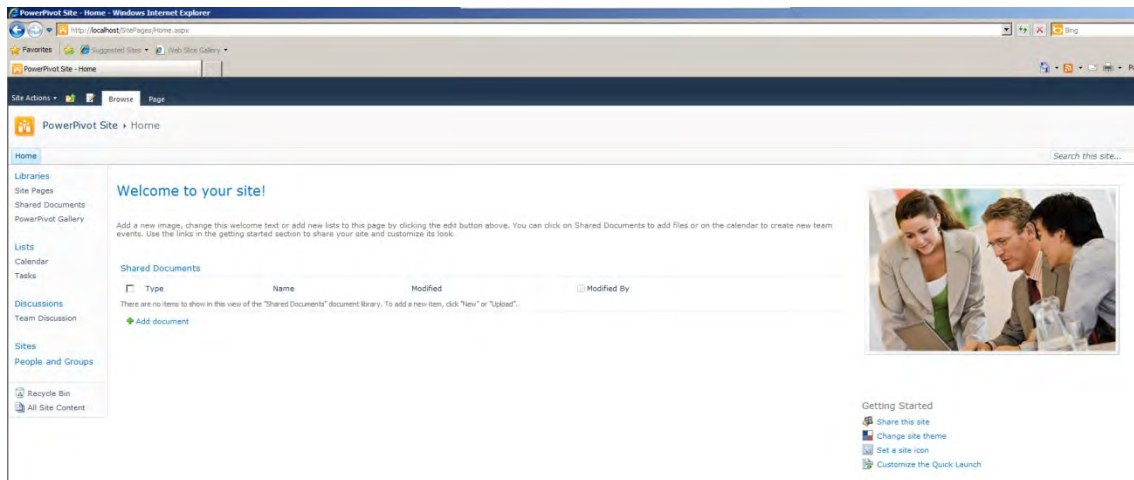 PowerPivot Site - Home - Windows Internet Explorer
http://localhost/SitePages/Home.aspx
Bing
Favorites Suggested Sites Web Slice Gallery
PowerPivot Site - Home
Site Actions Browse Page
PowerPivot Site Home
Home
Search this site...
Libraries
Site Pages
Shared Documents
PowerPivot Gallery
Lists
Calendar
Tasks
Discussions
Team Discussion
Sites
People and Groups
Recycle Bin
All Site Content
Welcome to your site!
Add a new image, change this welcome text or add new lists to this page by clicking the edit button above. You can click on Shared Documents to add files or on the calendar to create new team
events. Use the links in the getting started section to share your site and customize its look.
Shared Documents
Type Name Modified Modified By
There are no items to show in this view of the "Shared Documents" document library. To add a new item, click "New" or "Upload".
Add document
Getting Started
Share this site
Change site theme
Set a site icon
Customize the Quick Launch